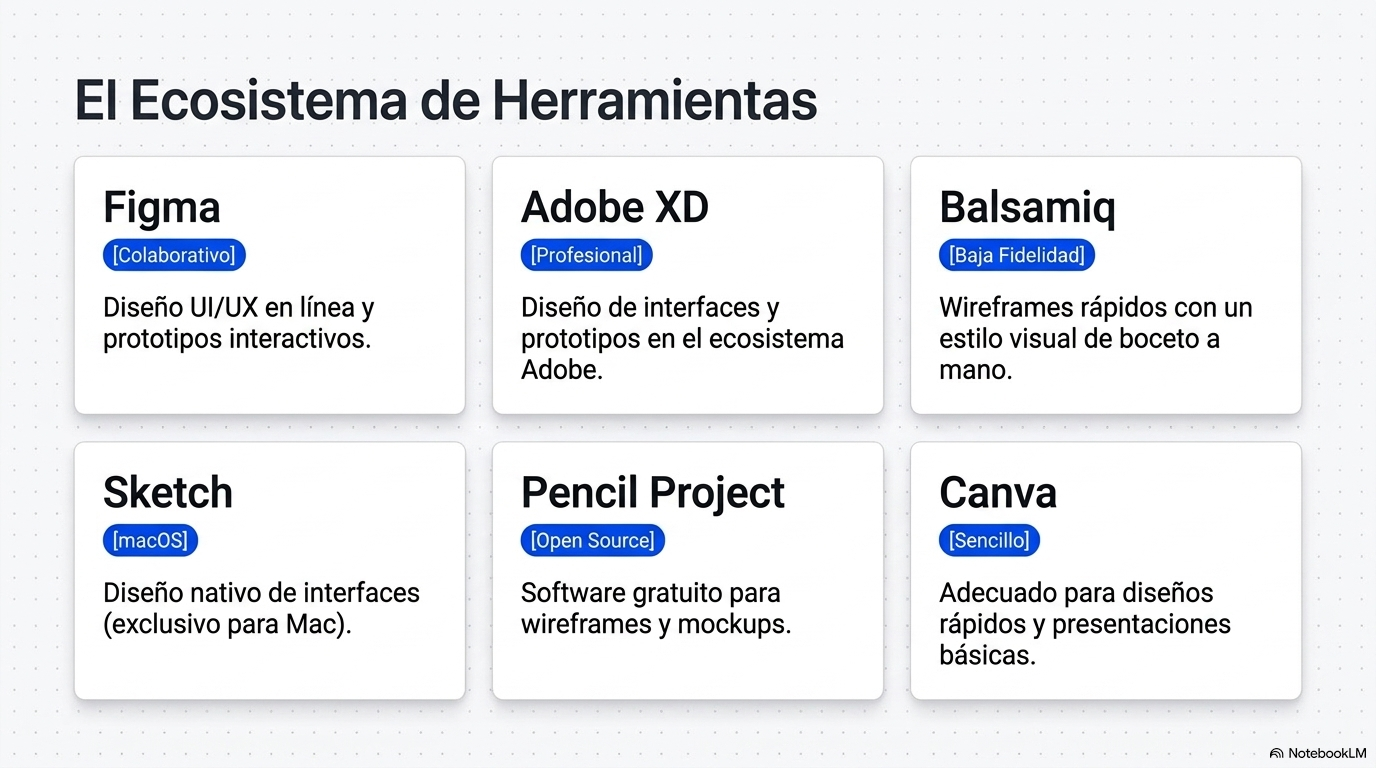 El Ecosistema de Herramientas
Figma
[Colaborativo]
Diseño UI/UX en línea y
prototipos interactivos.
Adobe XD
[Profesional]
Diseño de interfaces y
prototipos en el ecosistema
Adobe.
Balsamiq
[Baja Fidelidad]
Wireframes rápidos con un
estilo visual de boceto a
mano.
Sketch
[macOS]
Diseño nativo de interfaces
(exclusivo para Mac).
Pencil Project
[Open Source]
Software gratuito para
wireframes y mockups.
Canva
[Sencillo]
Adecuado para diseños
rápidos y presentaciones
básicas.
NotebookLM